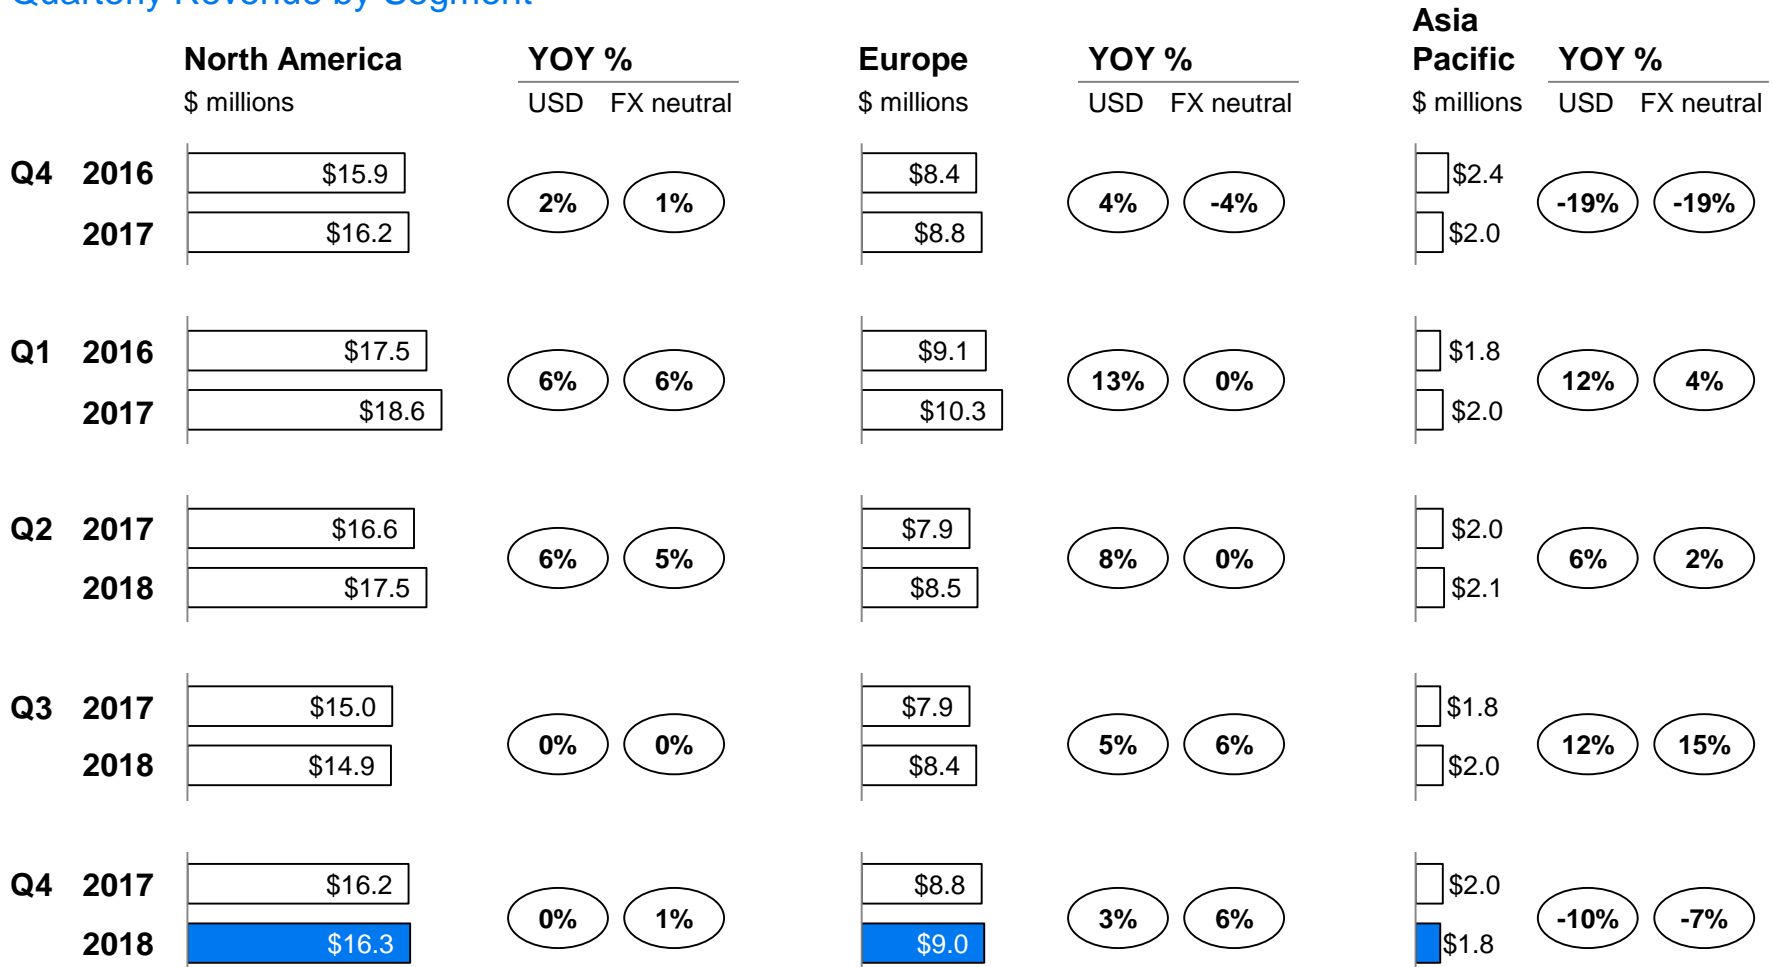 Quarterly Revenue by Segment
North America YOY % Europe YOY % Asia Pacific YOY %
$ millions USD FX neutral $ millions USD FX neutral $ millions USD FX neutral
Q4 2016 $15.9 $8.4 $2.4
2% 1% 4% -4% -19% -19%
2017 $16.2 $8.8 $2.0
Q1 2016 $17.5 $9.1 $1.8
6% 6% 13% 0% 12% 4%
2017 $18.6 $10.3 $2.0
Q2 2017 $16.6 $7.9 $2.0
6% 5% 8% 0% 6% 2%
2018 $17.5 $8.5 $2.1
Q3 2017 $15.0 $7.9 $1.8
0% 0% 5% 6% 12% 15%
2018 $14.9 $8.4 $2.0
Q4 2017 $16.2 $8.8 $2.0
0% 1% 3% 6% -10% -7%
2018 $16.3 $9.0 $1.8